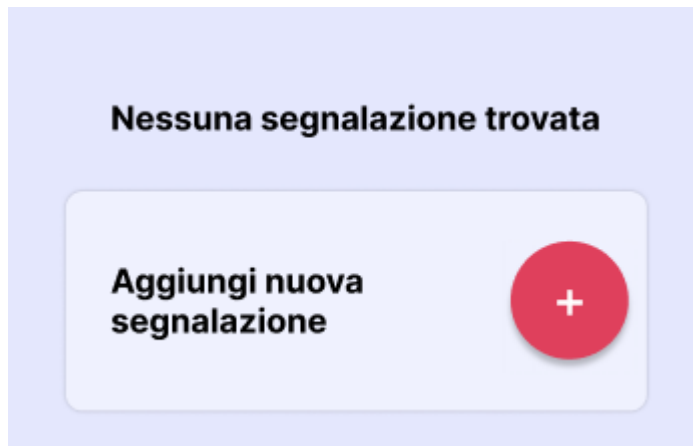 Nessuna segnalazione trovata
Aggiungi nuova
segnalazione
+